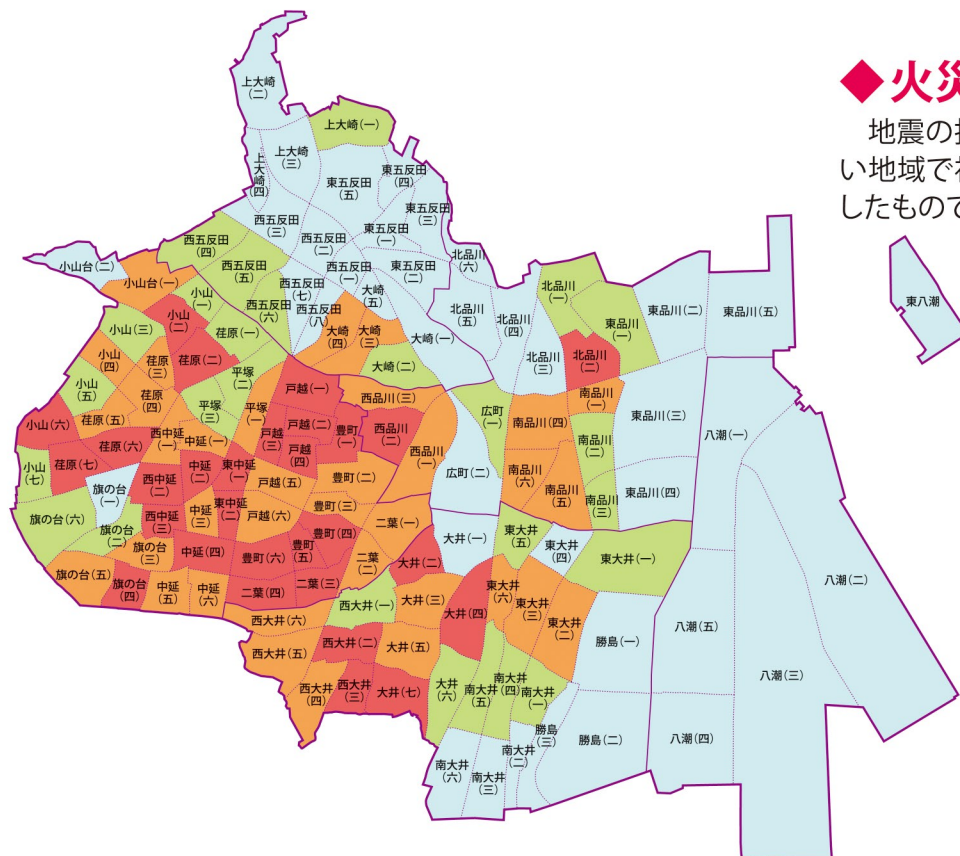 ◆火災
地震の
い地域で
したもので
上大崎
(二)
上大崎(一)
上大崎
(三)
上大崎
(四)
東五反田
(四)
東五反田
(五)
東五反田
(三)
東五反田
(一)
東五反田
(二)
西五反田
(三)
西五反田
(二)
西五反田
(四)
西五反田
(五)
西五反田
(一)
西五反田
(七)
西五反田
(六)
西五反田
(八)
大崎
(五)
大崎
(四)
大崎
(三)
大崎(一)
大崎(二)
北品川
(六)
北品川
(五)
北品川
(四)
北品川
(三)
北品川
(一)
北品川
(二)
東品川
(一)
東品川(二)
東品川(五)
東品川(三)
東品川(四)
東八潮
小山台(二)
小山台(一)
小山
(一)
小山
(二)
小山(三)
小山
(四)
小山
(五)
小山(六)
小山
(七)
荏原(一)
荏原(二)
荏原
(三)
荏原
(四)
荏原(五)
荏原(六)
荏原(七)
平塚
(二)
平塚
(三)
平塚
(一)
戸越(一)
戸越(二)
戸越
(三)
戸越
(四)
戸越(五)
戸越(六)
西品川(三)
西品川
(二)
西品川
(一)
広町
(一)
広町(二)
南品川
(一)
南品川(四)
南品川
(二)
南品川
(六)
南品川
(五)
南品川
(三)
豊町
(一)
豊町(二)
豊町(三)
豊町(四)
豊町
(五)
豊町(六)
西中延
(一)
中延(一)
西中延
(二)
中延
(二)
東中延
(一)
西中延
(三)
中延
(三)
東中延
(二)
中延(四)
中延
(五)
中延
(六)
旗の台
(一)
旗の台(六)
旗の台
(二)
旗の台
(三)
旗の台(五)
旗の台
(四)
二葉(一)
二葉
(二)
二葉(三)
二葉(四)
大井(一)
大井(二)
大井(三)
大井(四)
大井(五)
大井
(六)
大井(七)
東大井
(五)
東大井
(四)
東大井(一)
東大井
(六)
東大井
(三)
東大井
(二)
西大井(一)
西大井(六)
西大井(二)
西大井(五)
西大井
(四)
西大井
(三)
南大井
(四)
南大井
(五)
南大井
(一)
南大井
(二)
南大井
(六)
南大井
(三)
勝島(一)
勝島
(三)
勝島(二)
八潮(一)
八潮(二)
八潮(五)
八潮(三)
八潮(四)